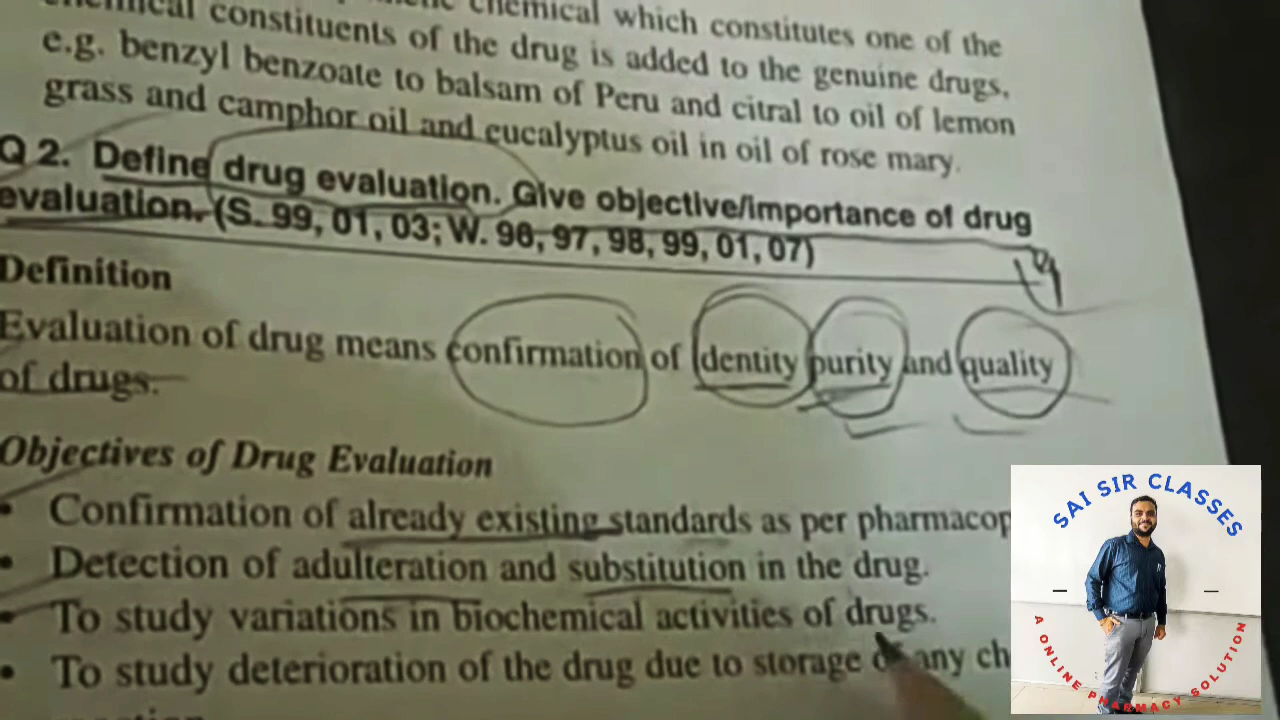 chemical which constitutes one of the
chemical constituents of the drug is added to the genuine drugs,
e.g. benzyl benzoate to balsam of Peru and citral to oil of lemon
grass and camphor oil and eucalyptus oil in oil of rose mary.
Q 2. Define drug evaluation. Give objective/importance of drug
evaluation. (S. 99, 01, 03; W. 96, 97, 98, 99, 01, 07)
Definition
Evaluation of drug means confirmation of identity purity and quality
of drugs.
Objectives of Drug Evaluation
• Confirmation of already existing standards as per pharmacop
• Detection of adulteration and substitution in the drug.
• To study variations in biochemical activities of drugs.
• To study deterioration of the drug due to storage or any ch
SAI SIR CLASSES
A ONLINE PHARMACY SOLUTION